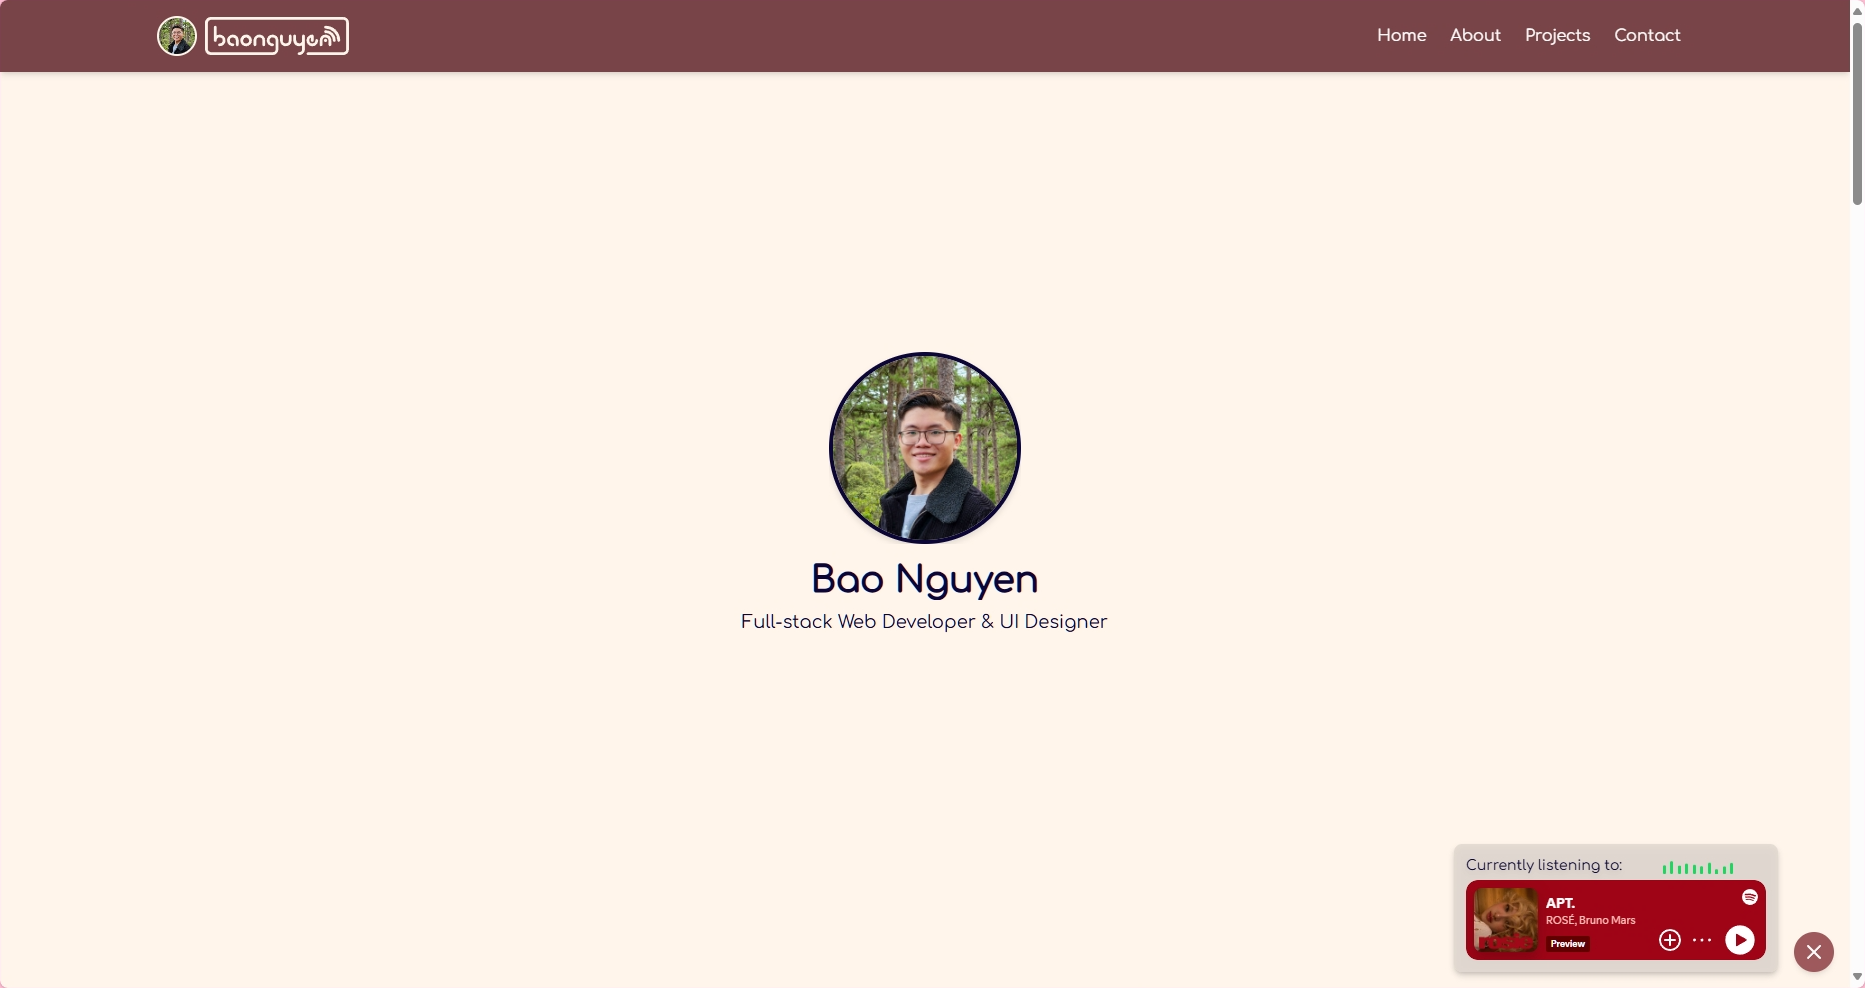 baonguyen
Home About Projects Contact
Bao Nguyen
Full-stack Web Developer & UI Designer
Currently listening to:
APT.
ROSÉ, Bruno Mars
Preview
rosie